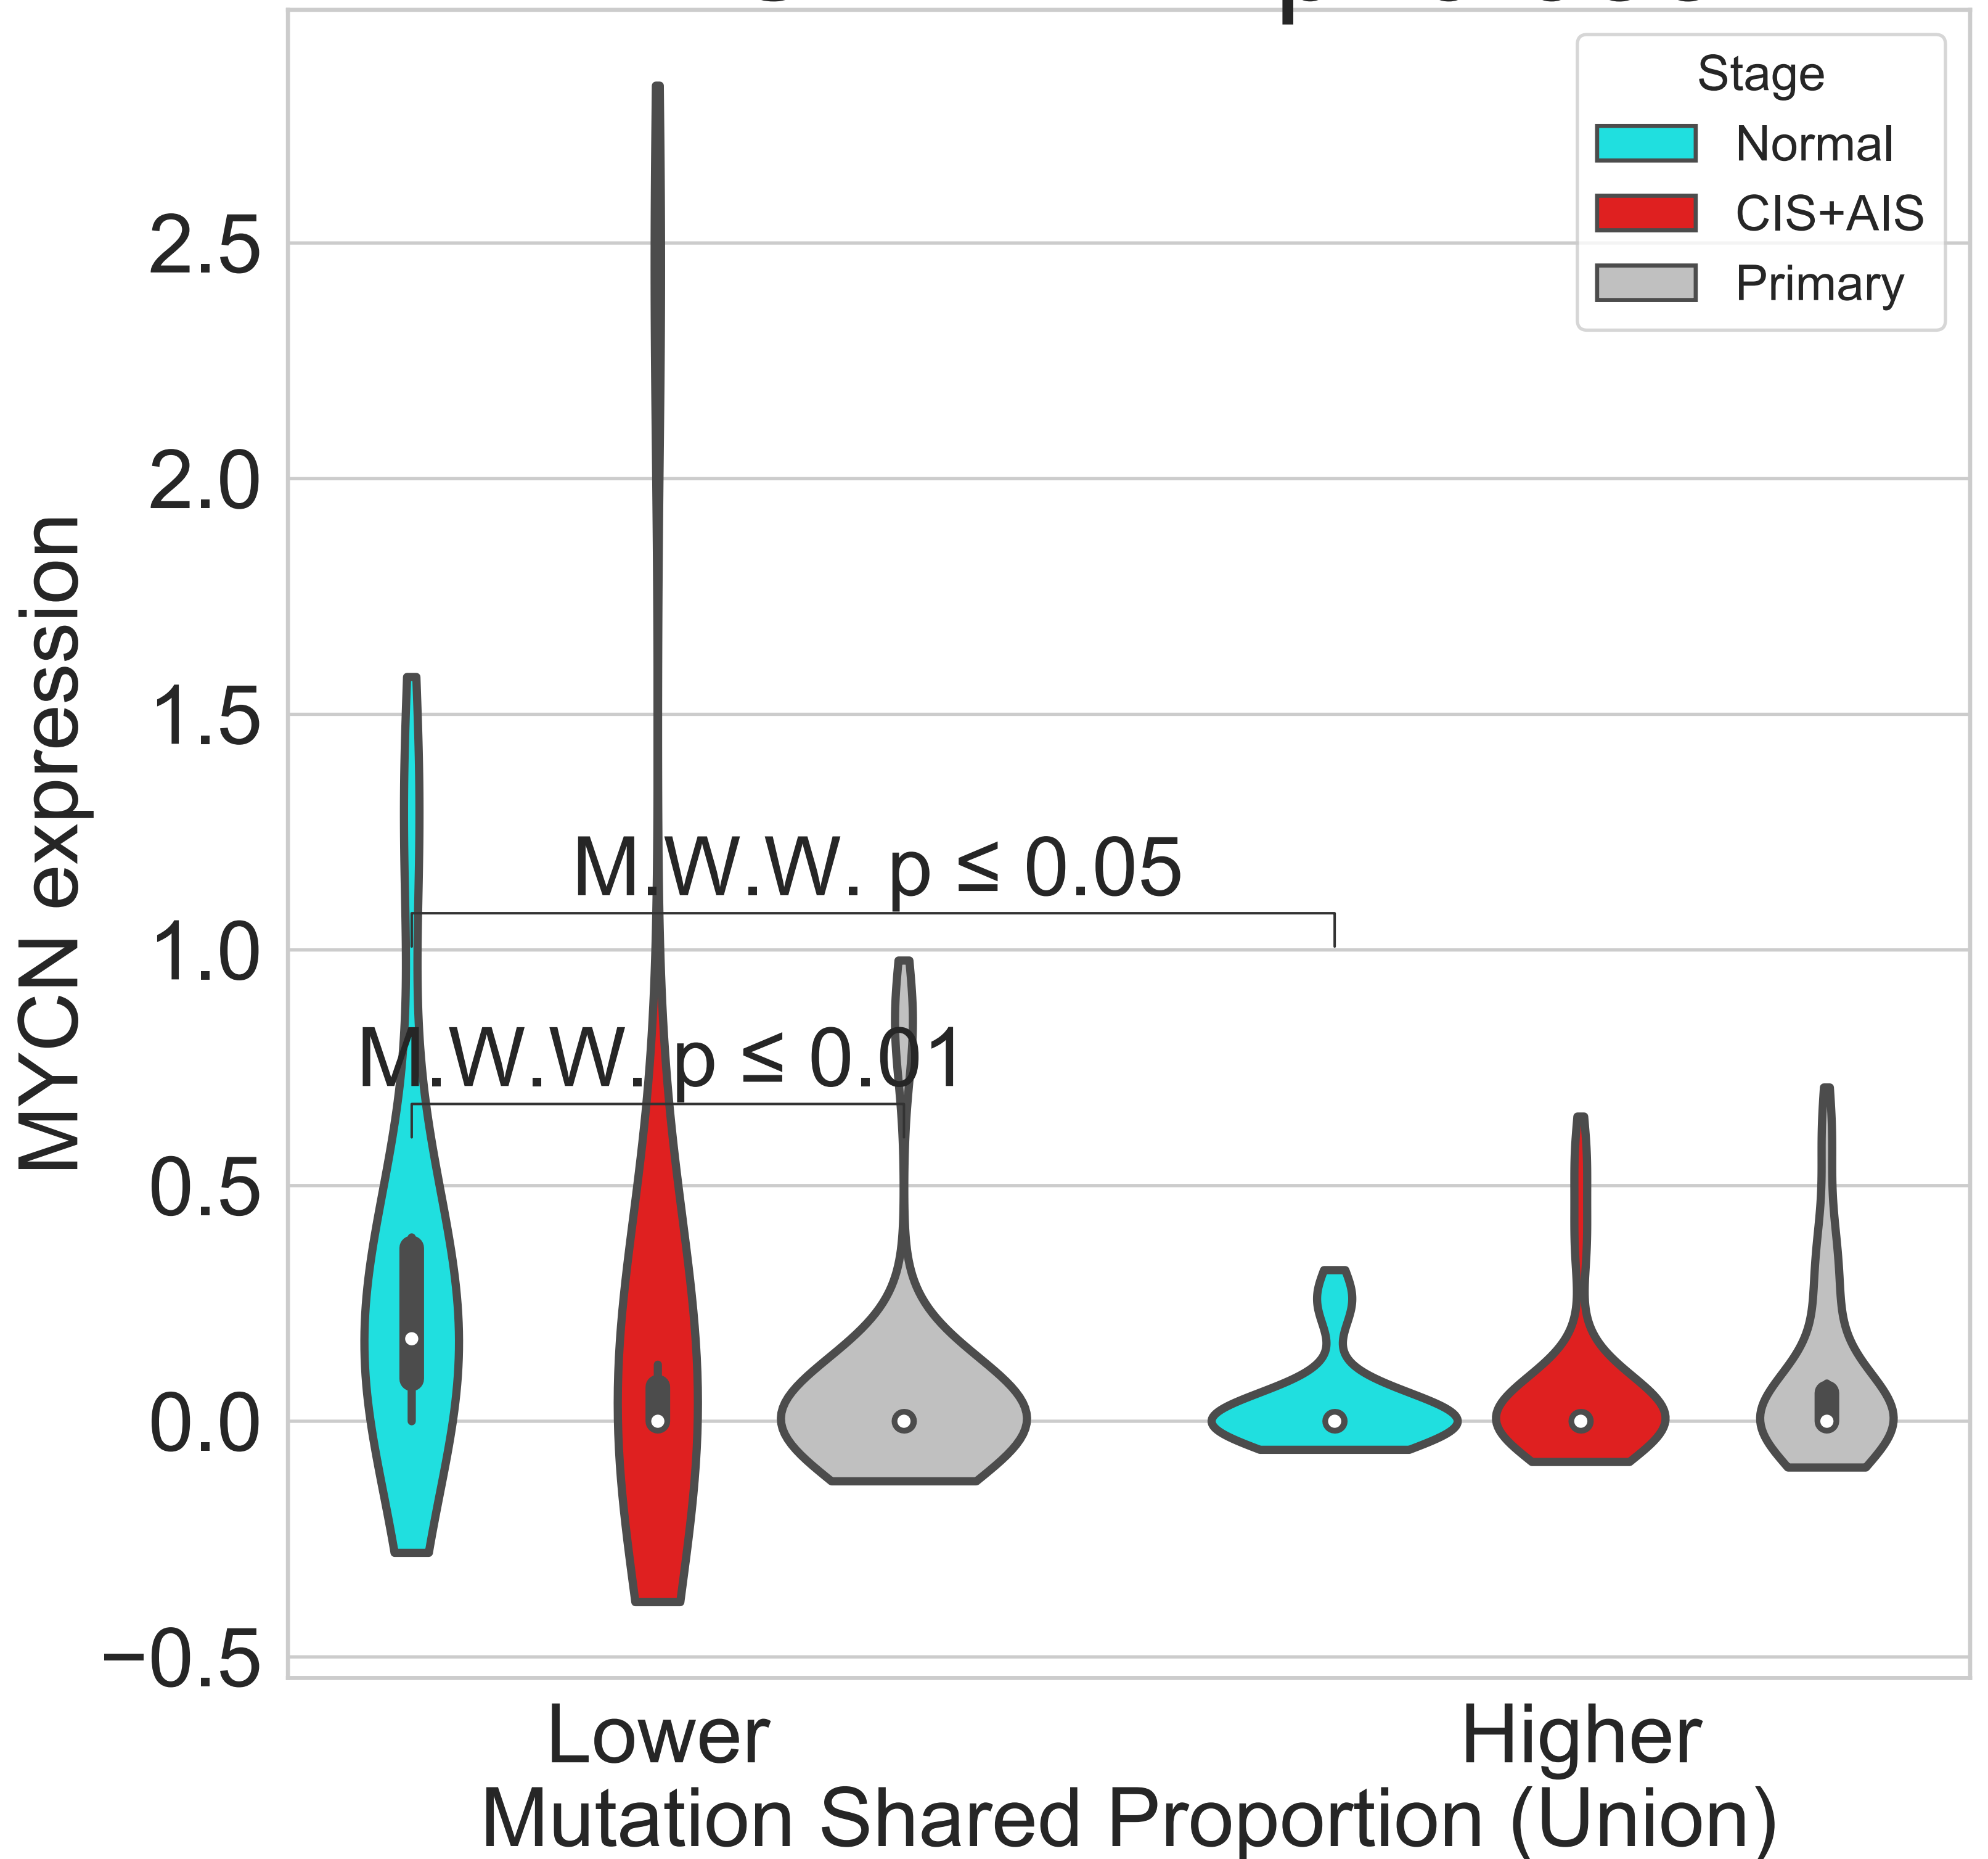 Stage
Normal
CIS+AIS
Primary
MYCN expression
2.5
2.0
1.5
1.0
0.5
0.0
−0.5
M.W.W. p ≤ 0.05
M.W.W. p ≤ 0.01
Lower
Higher
Mutation Shared Proportion (Union)